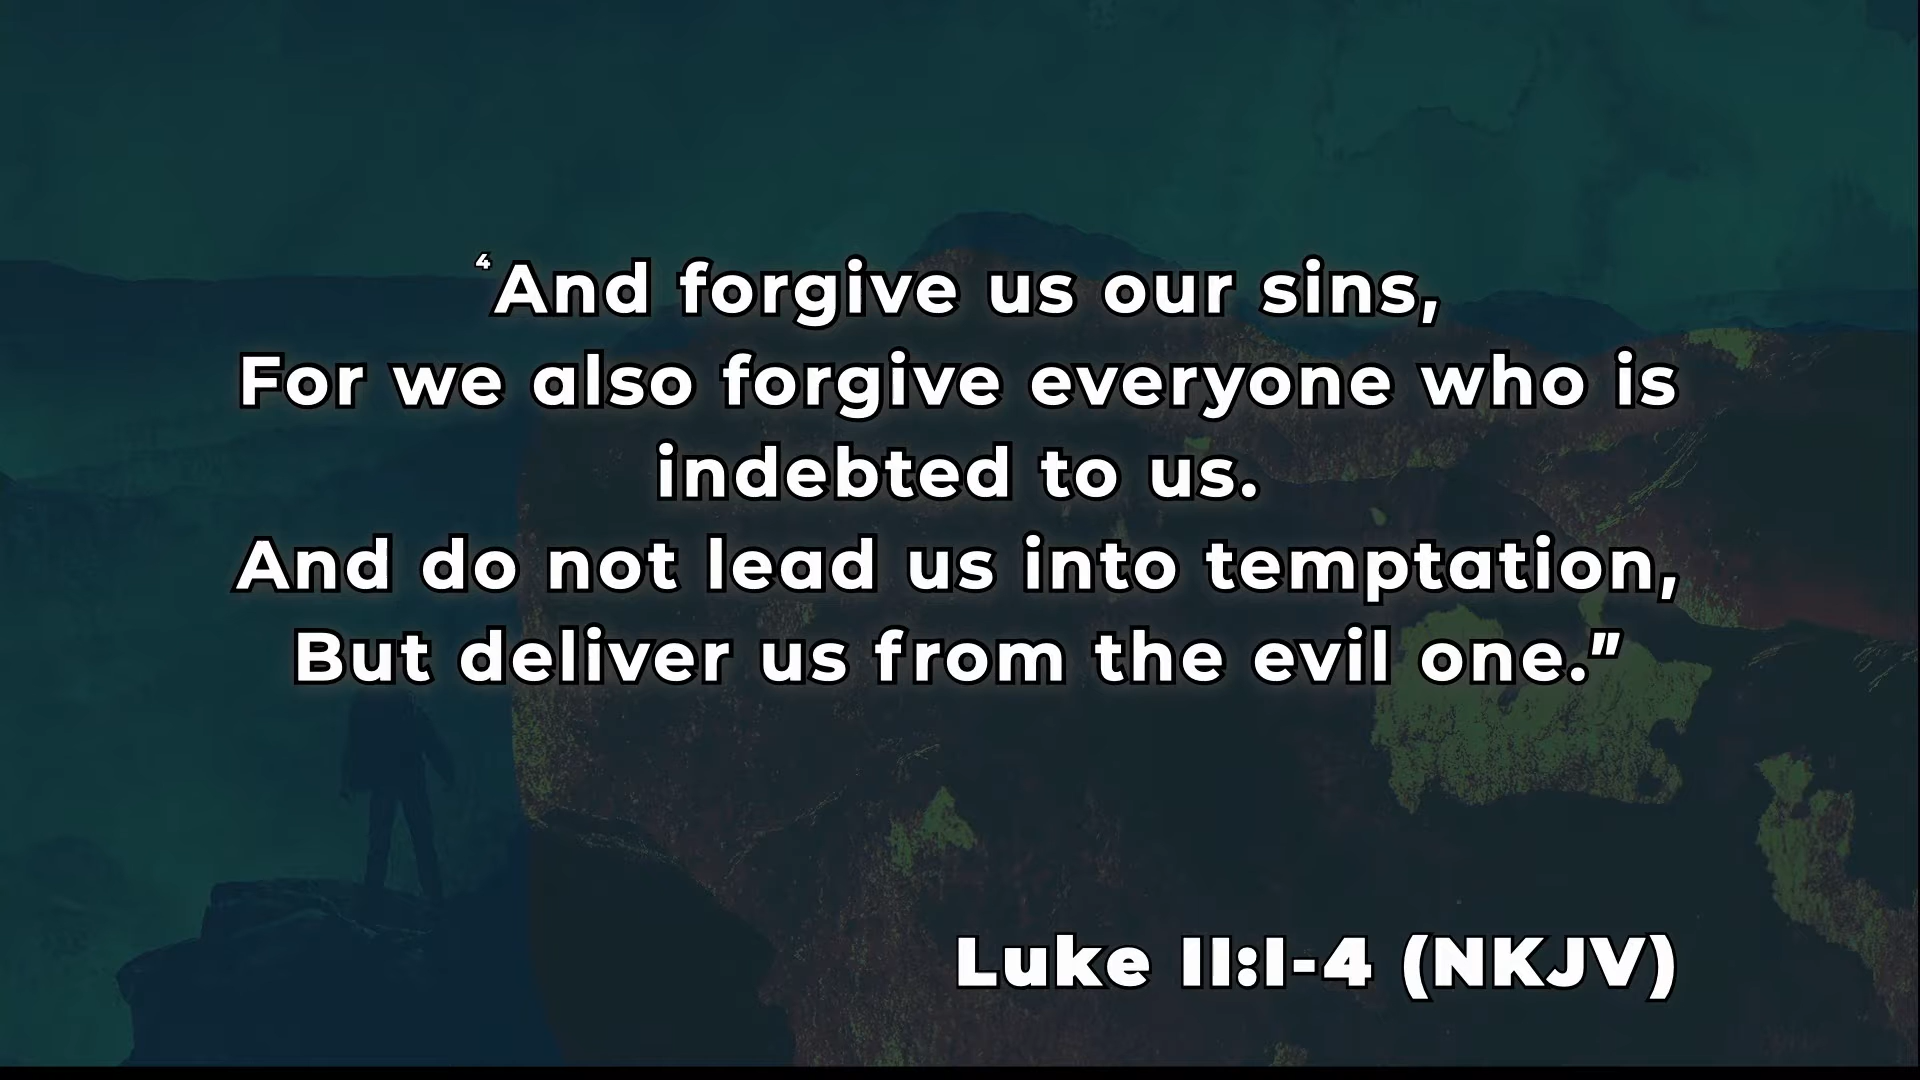 ⁴And forgive us our sins,
For we also forgive everyone who is
indebted to us.
And do not lead us into temptation,
But deliver us from the evil one.”
Luke 11:1-4 (NKJV)